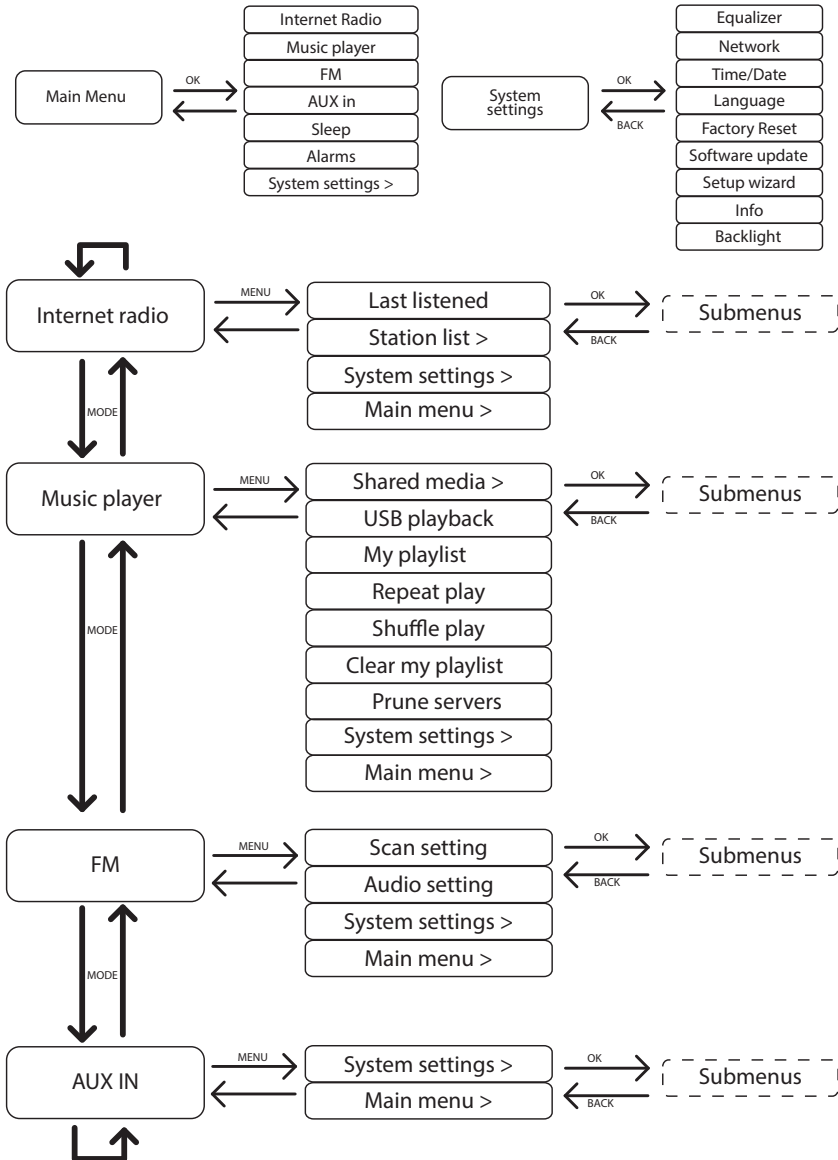 Main Menu
OK
Internet Radio
Music player
FM
AUX in
Sleep
Alarms
System settings >
System
settings
OK
BACK
Equalizer
Network
Time/Date
Language
Factory Reset
Software update
Setup wizard
Info
Backlight
Internet radio
MENU
Last listened
Station list >
System settings >
Main menu >
OK
BACK
Submenus
MODE
Music player
MENU
Shared media >
USB playback
My playlist
Repeat play
Shuffle play
Clear my playlist
Prune servers
System settings >
Main menu >
OK
BACK
Submenus
MODE
FM
MENU
Scan setting
Audio setting
System settings >
Main menu >
OK
BACK
Submenus
MODE
AUX IN
MENU
System settings >
Main menu >
OK
BACK
Submenus